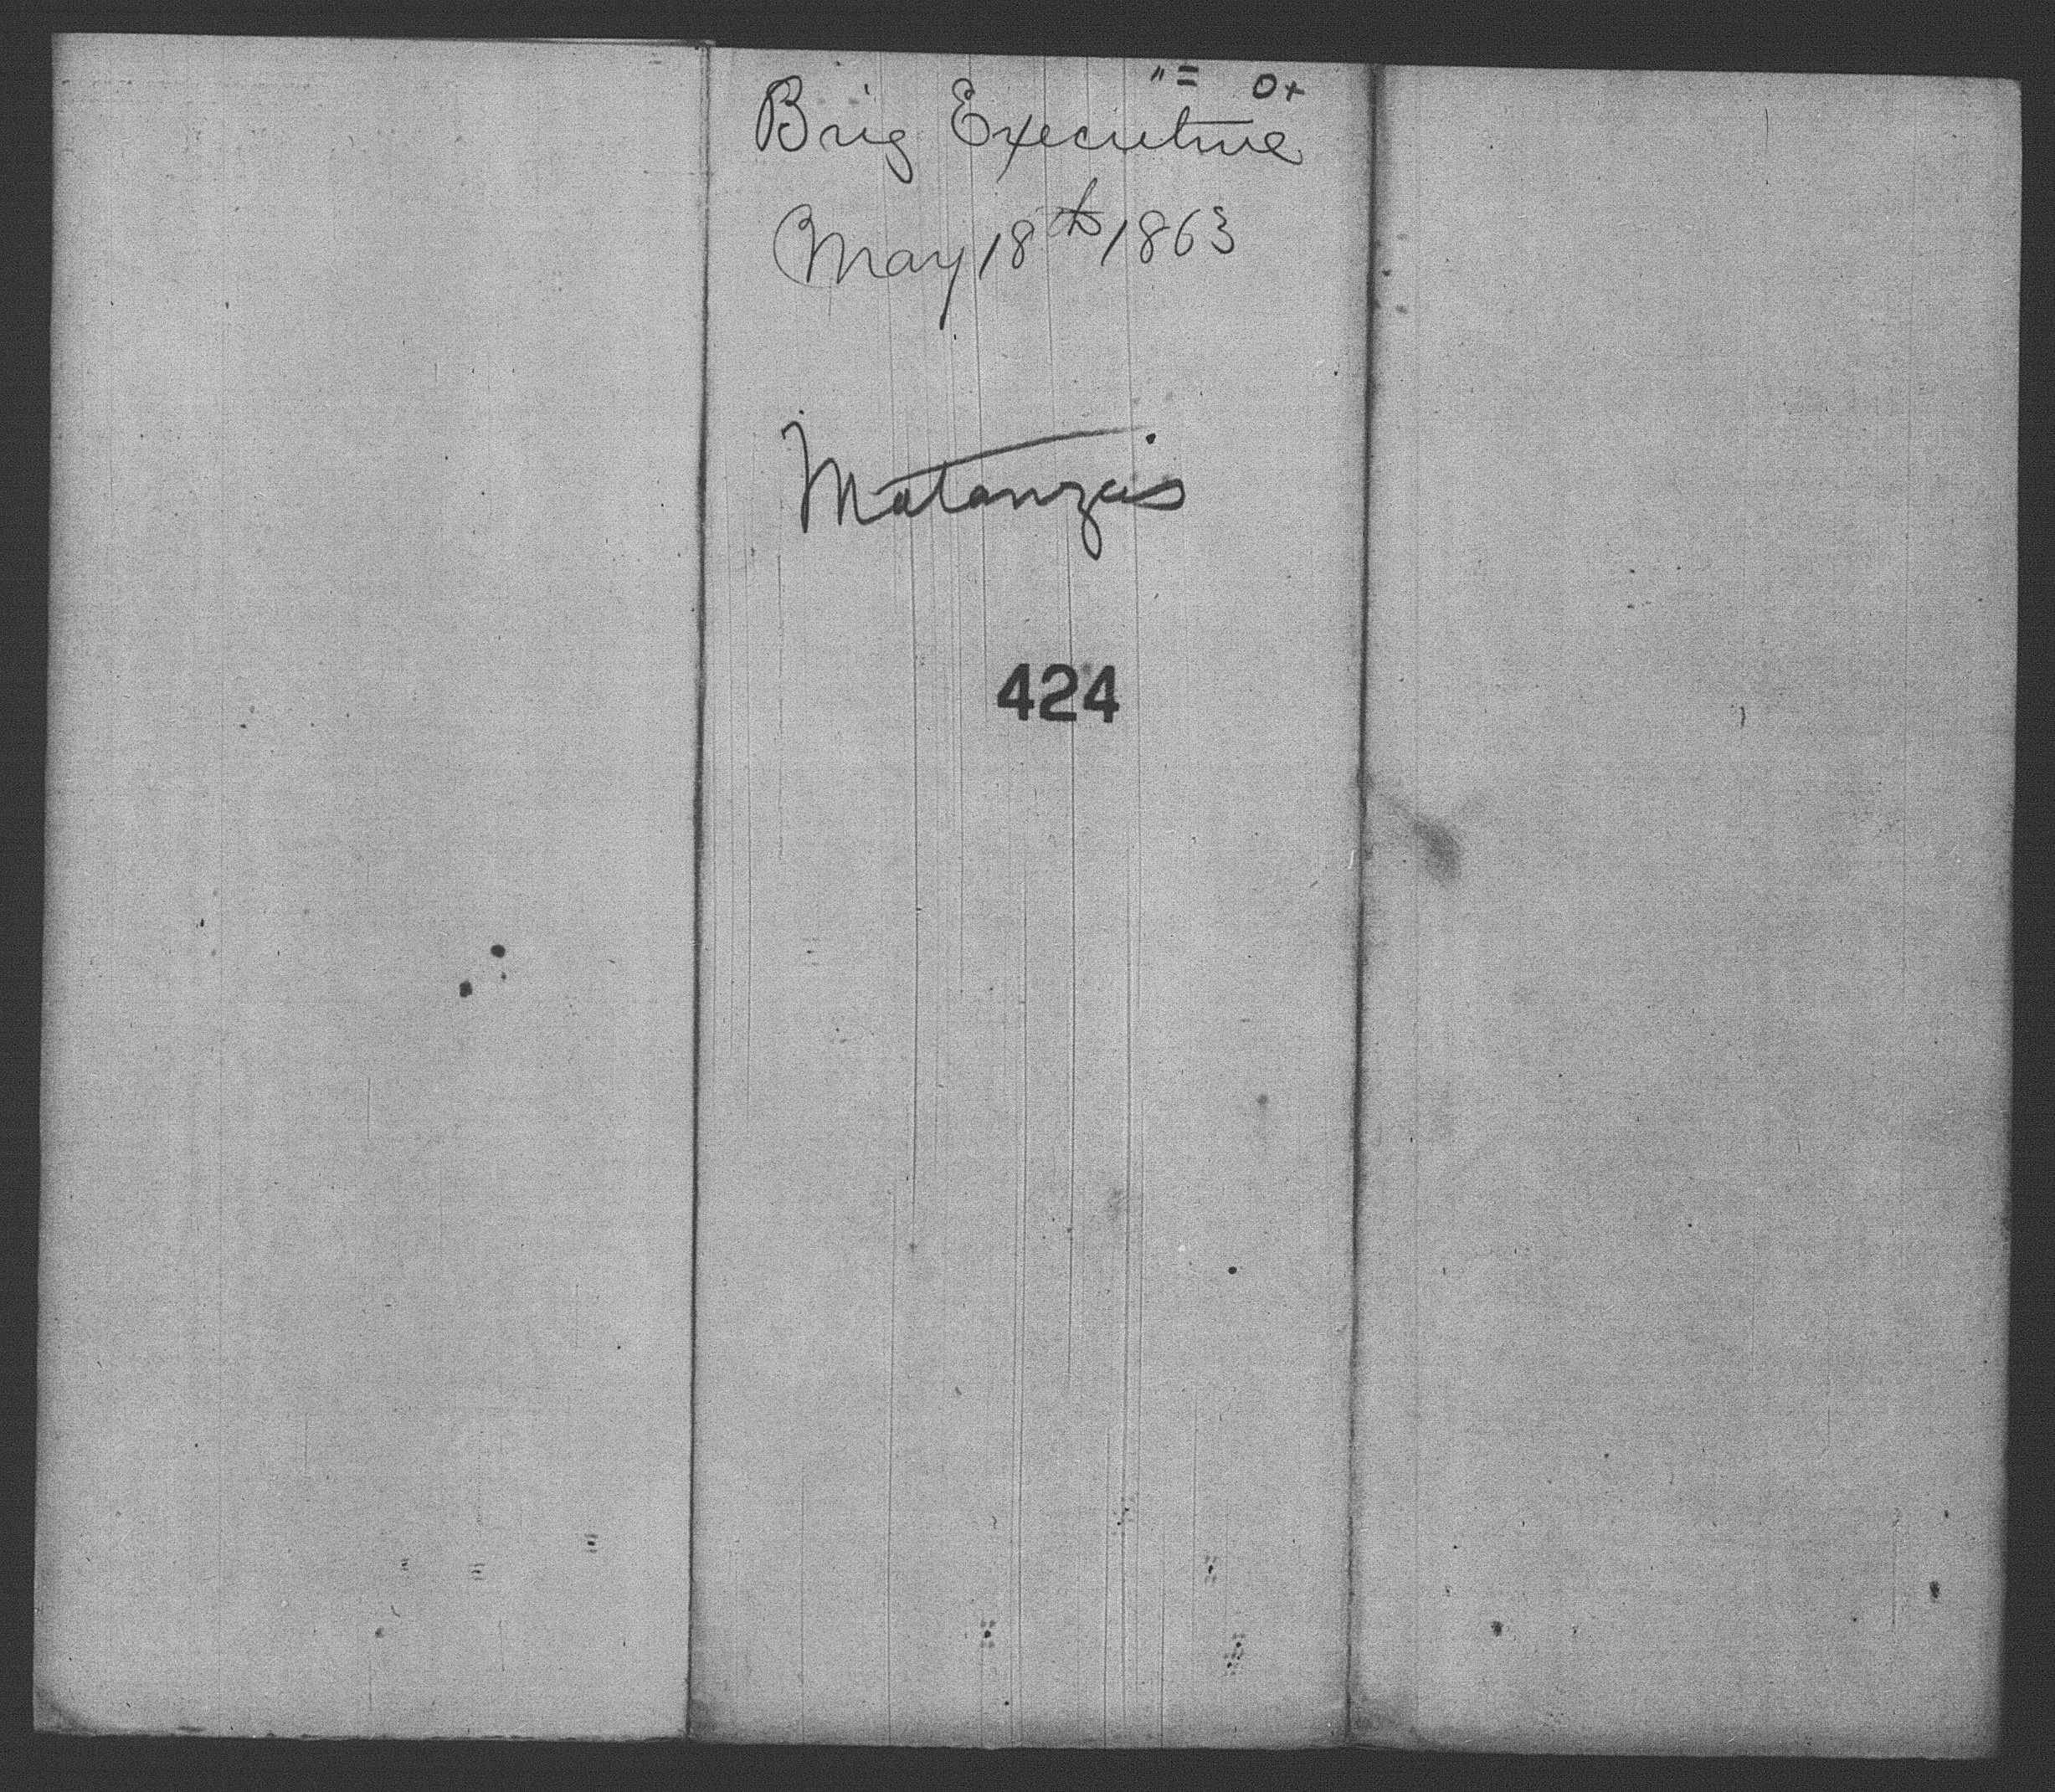 Brig Executive
May 18th 1863
Matanzas
424